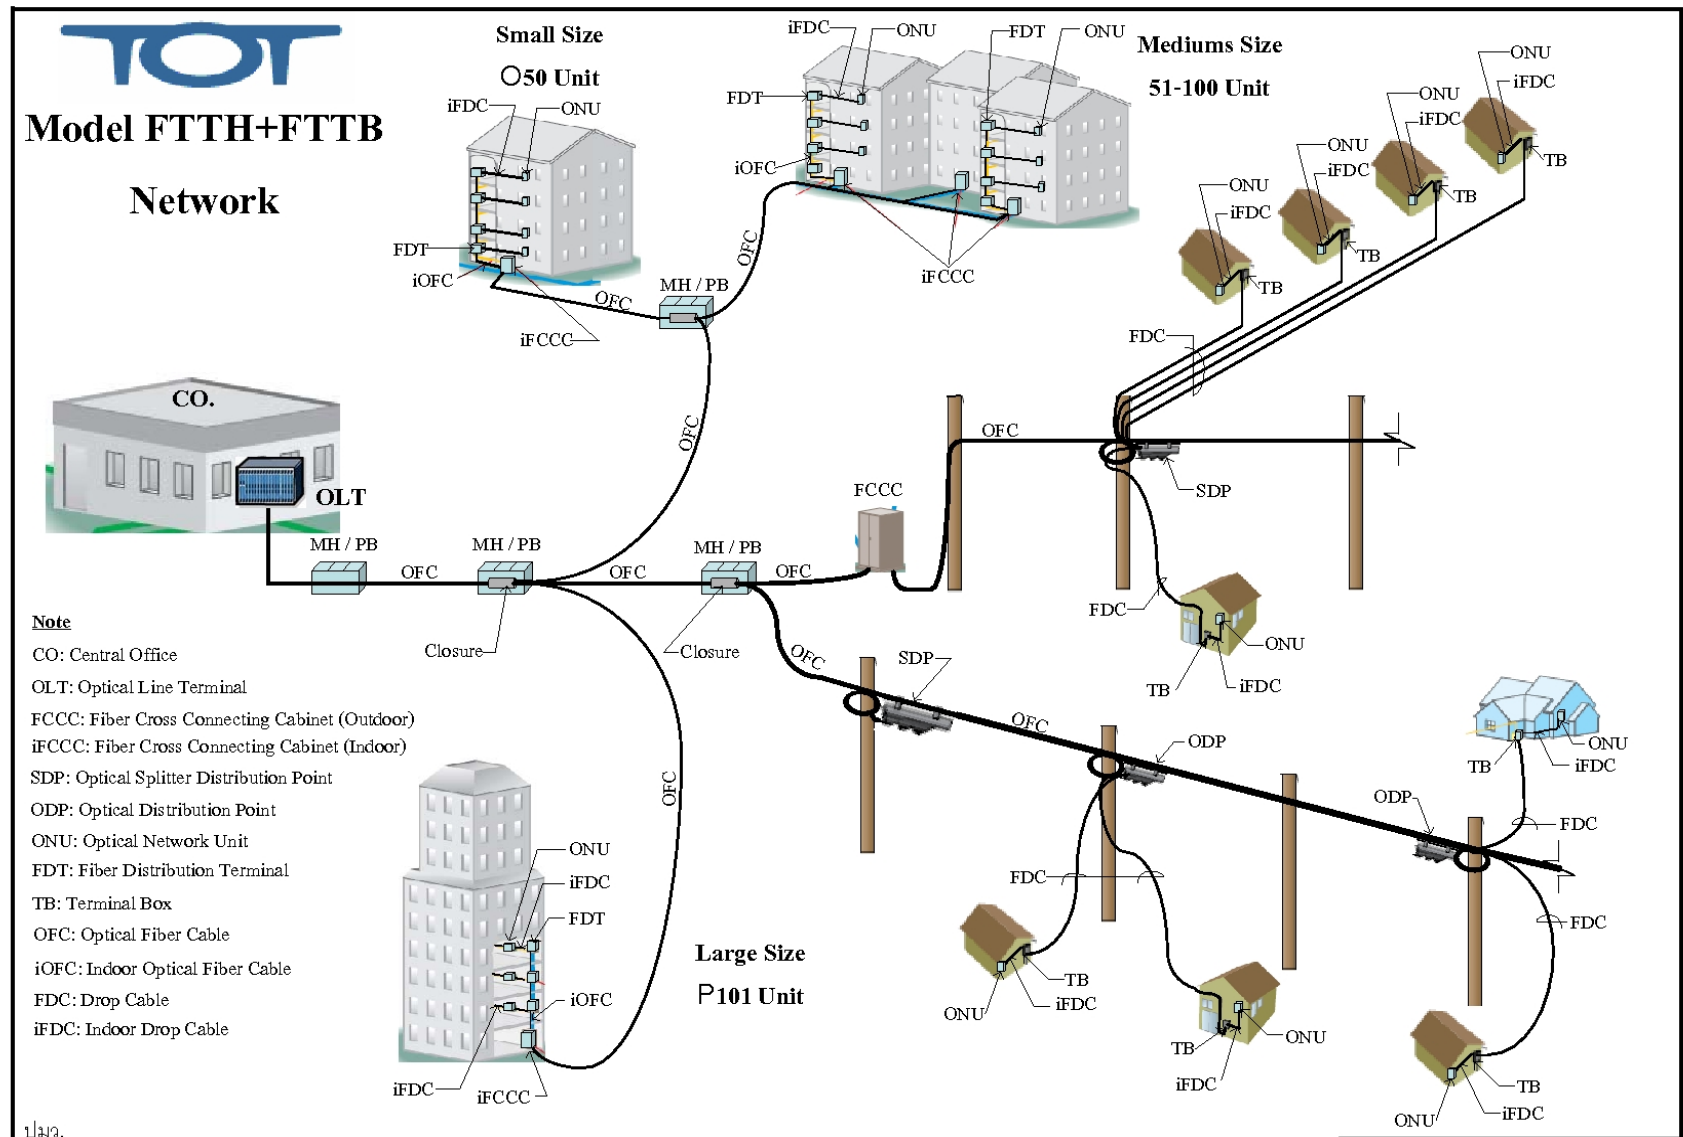 TOT
Model FTTH+FTTB
Network
Small Size
O50 Unit
iFDC
ONU
FDT
iOFC
iFCCC
OFC
MH / PB
OFC
iFDC
ONU
FDT
ONU
FDT
iOFC
iFCCC
Mediums Size
51-100 Unit
ONU
iFDC
TB
ONU
iFDC
TB
ONU
iFDC
TB
ONU
iFDC
TB
FDC
CO.
OLT
MH / PB
OFC
MH / PB
Closure
OFC
OFC
MH / PB
Closure
OFC
FCCC
OFC
SDP
FDC
TB
iFDC
ONU
OFC
SDP
OFC
ODP
ODP
FDC
TB
iFDC
ONU
TB
iFDC
ONU
TB
iFDC
ONU
FDC
FDC
TB
iFDC
ONU
OFC
ONU
iFDC
FDT
iOFC
iFDC
iFCCC
Large Size
P101 Unit
Note
CO: Central Office
OLT: Optical Line Terminal
FCCC: Fiber Cross Connecting Cabinet (Outdoor)
iFCCC: Fiber Cross Connecting Cabinet (Indoor)
SDP: Optical Splitter Distribution Point
ODP: Optical Distribution Point
ONU: Optical Network Unit
FDT: Fiber Distribution Terminal
TB: Terminal Box
OFC: Optical Fiber Cable
iOFC: Indoor Optical Fiber Cable
FDC: Drop Cable
iFDC: Indoor Drop Cable